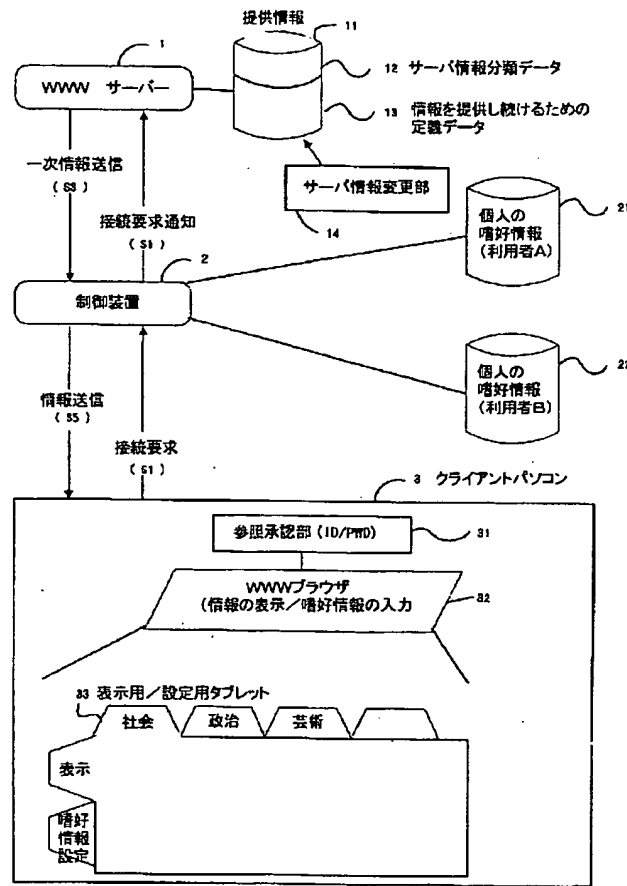 提供情報
11
1
WWW サーバー
12 サーバ情報分類データ
13 情報を提供し続けるための
定義データ
サーバ情報変更部
14
一次情報送信
(S3)
接続要求通知
(S1)
2
制御装置
個人の
嗜好情報
(利用者A)
21
個人の
嗜好情報
(利用者B)
22
情報送信
(S5)
接続要求
(S1)
3 クライアントパソコン
参照承認部(ID/PWD)
31
WWWブラウザ
(情報の表示/嗜好情報の入力
32
33 表示用/設定用タブレット
社会
政治
芸術
表示
嗜好
情報
設定